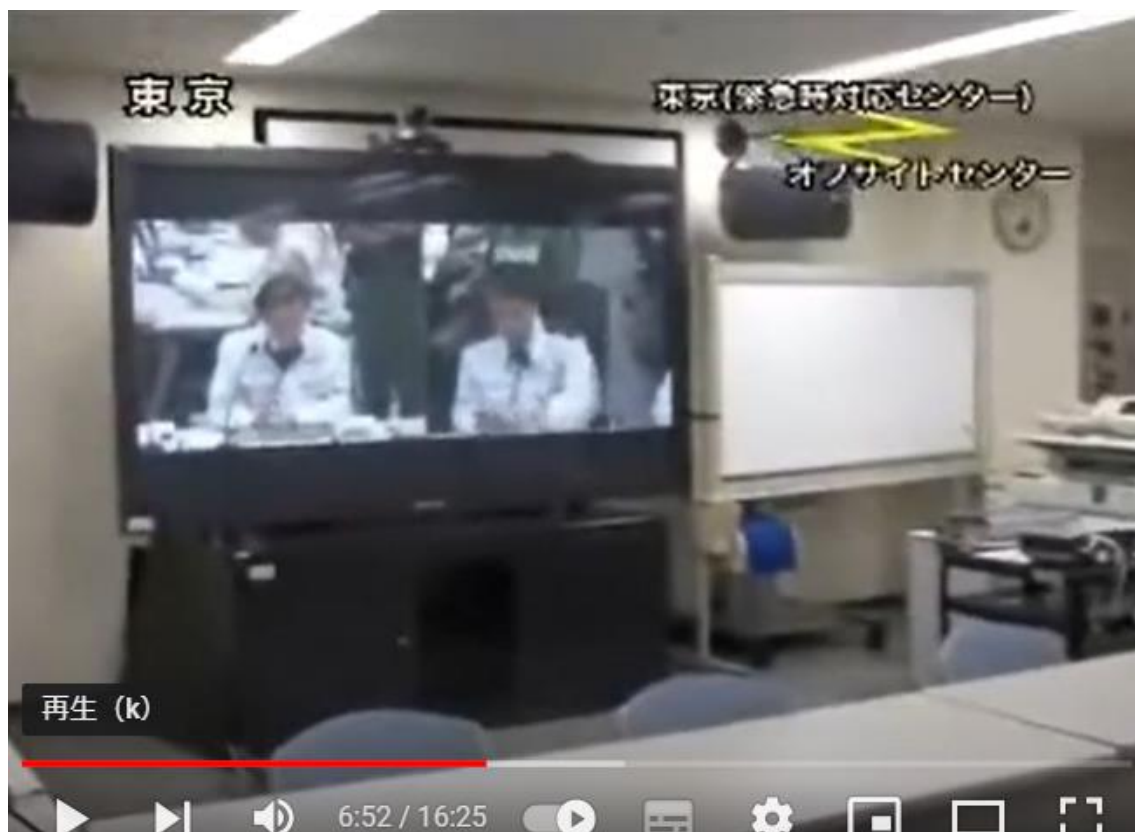 東京
東京(緊急時対応センター)
オフサイトセンター
再生（k）
6:52 / 16:25